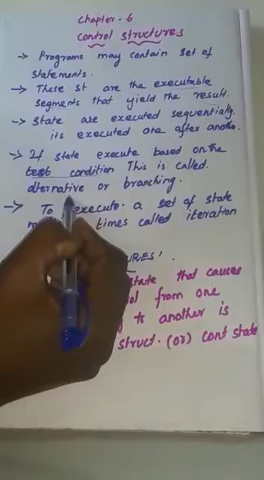 Chapter - 6
Control structures
→ Programs may contain set of
statements.
→ These St are the executable
segments that yield the result.
→ state are executed sequentially.
its executed one after another.
→ If state execute based on the
test condition This is called.
alternative or branching.
→ To execute a set of state
times called iteration
URES'.
state that causes
from one
to another is
struct. (or) Cont State